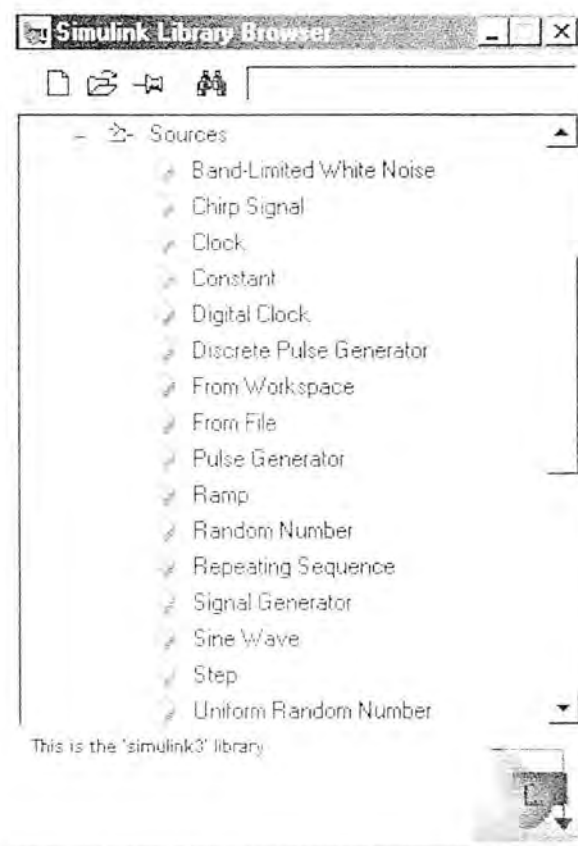 Simulink Library Browser
Sources
Band-Limited White Noise
Chirp Signal
Clock
Constant
Digital Clock
Discrete Pulse Generator
From Workspace
From File
Pulse Generator
Ramp
Random Number
Repeating Sequence
Signal Generator
Sine Wave
Step
Uniform Random Number
This is the 'simulink3' library